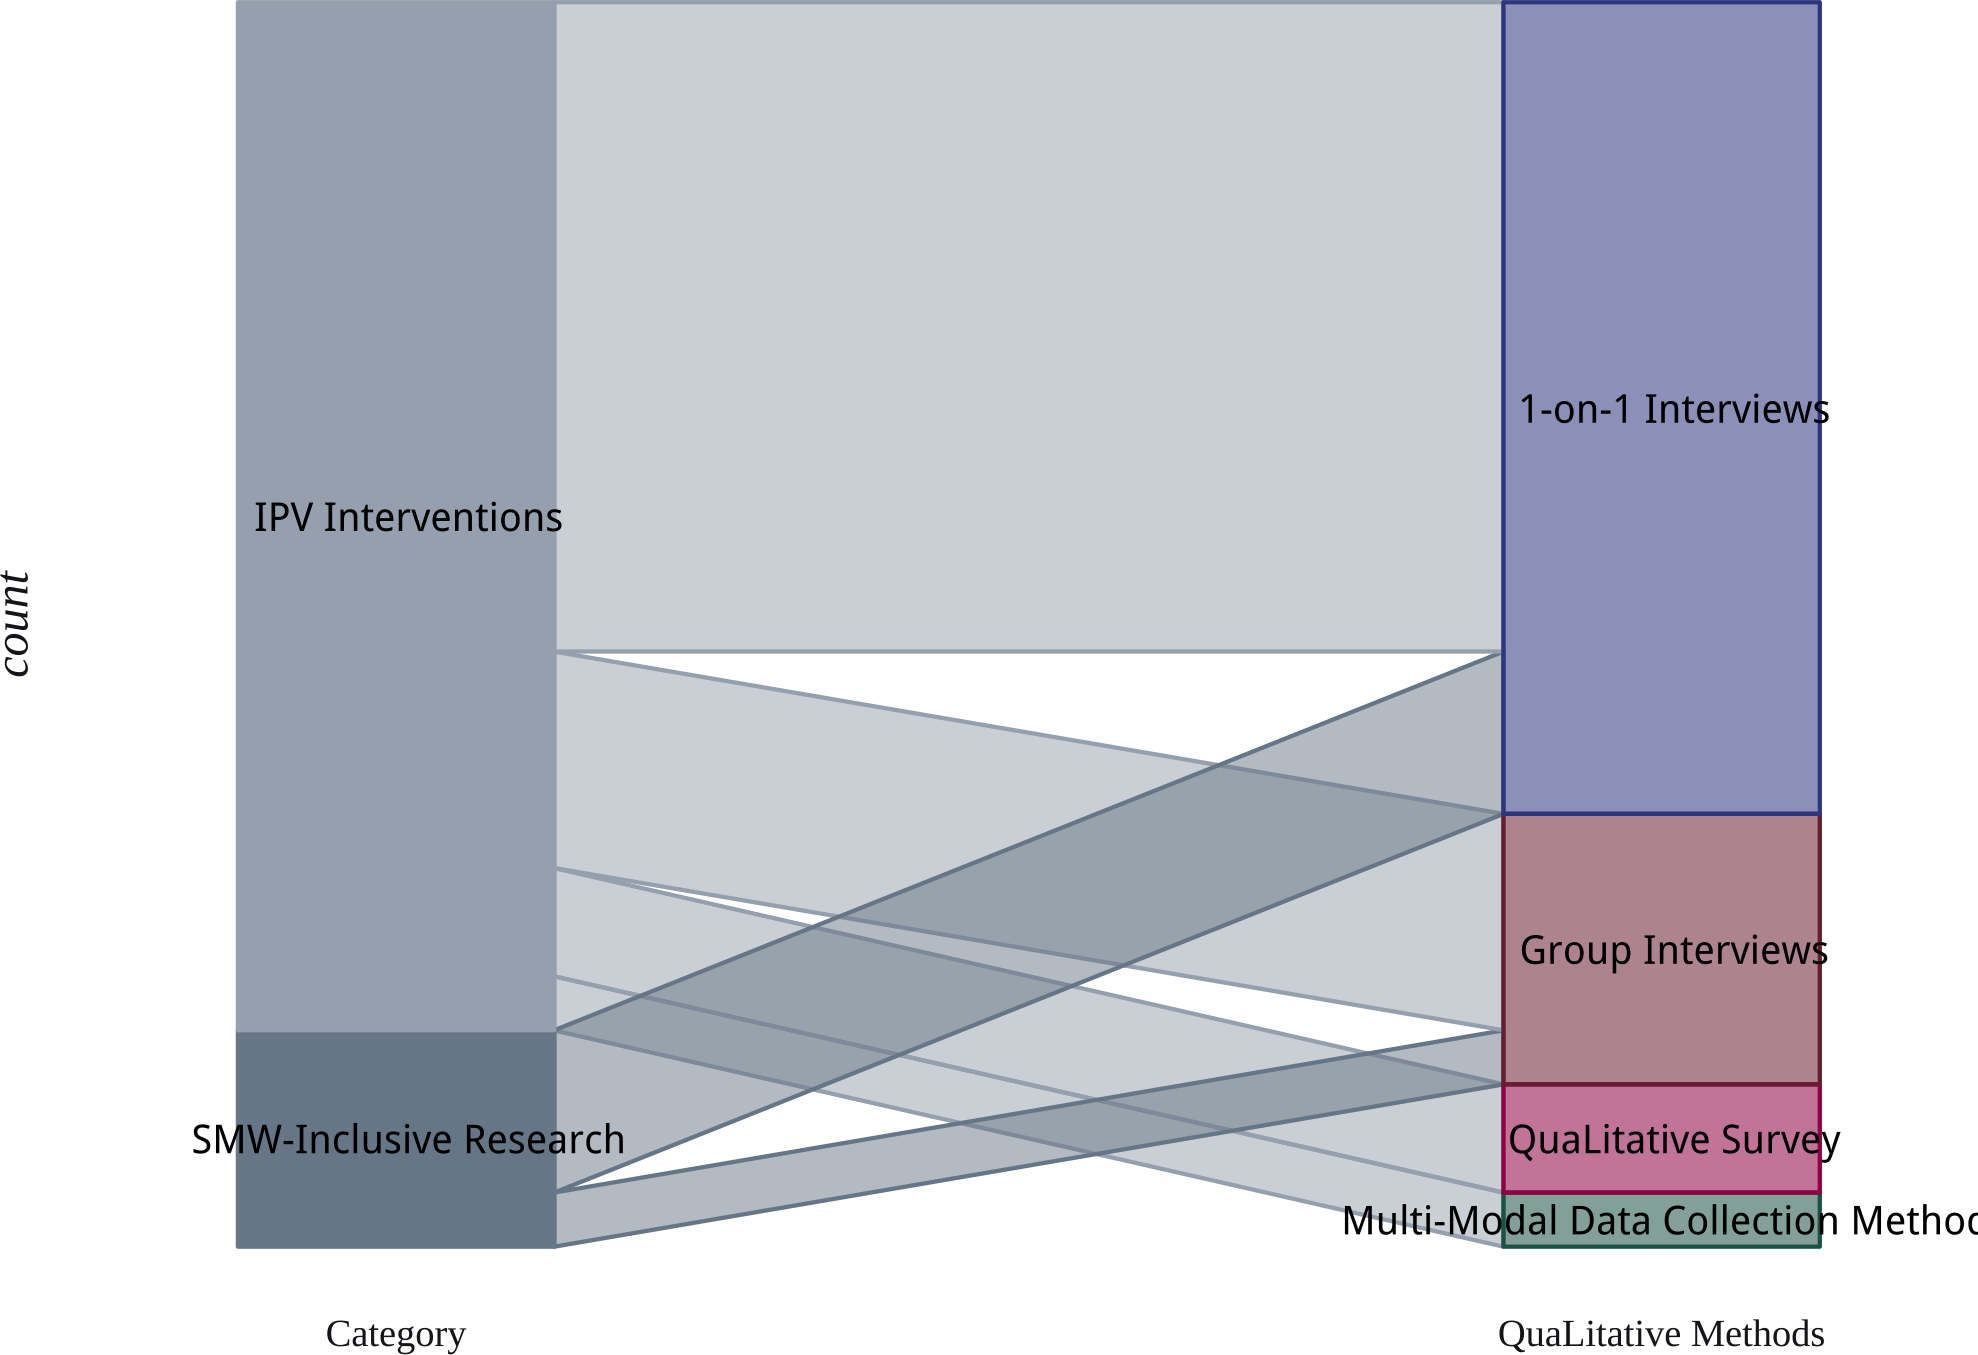 count
IPV Interventions
SMW-Inclusive Research
1-on-1 Interviews
Group Interviews
QuaLitative Survey
Multi-Modal Data Collection
Category
QuaLitative Methods